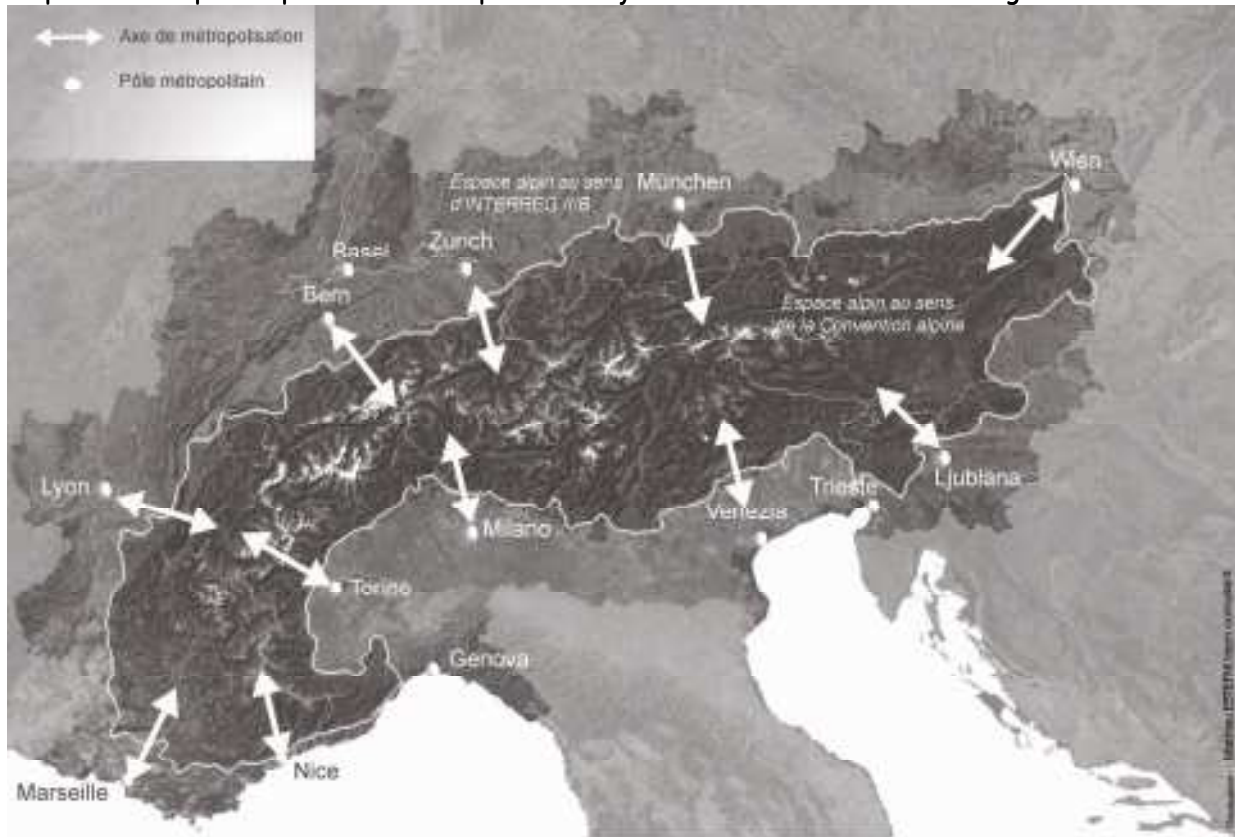 Axe de métropolisation
Pôle métropolitain
Wien
Espace alpin au sens
d'INTERREG IIIB
München
Basel
Zurich
Bern
Espace alpin au sens
de la Convention alpine
Lyon
Ljublana
Trieste
Venezia
Milano
Torino
Genova
Nice
Marseille